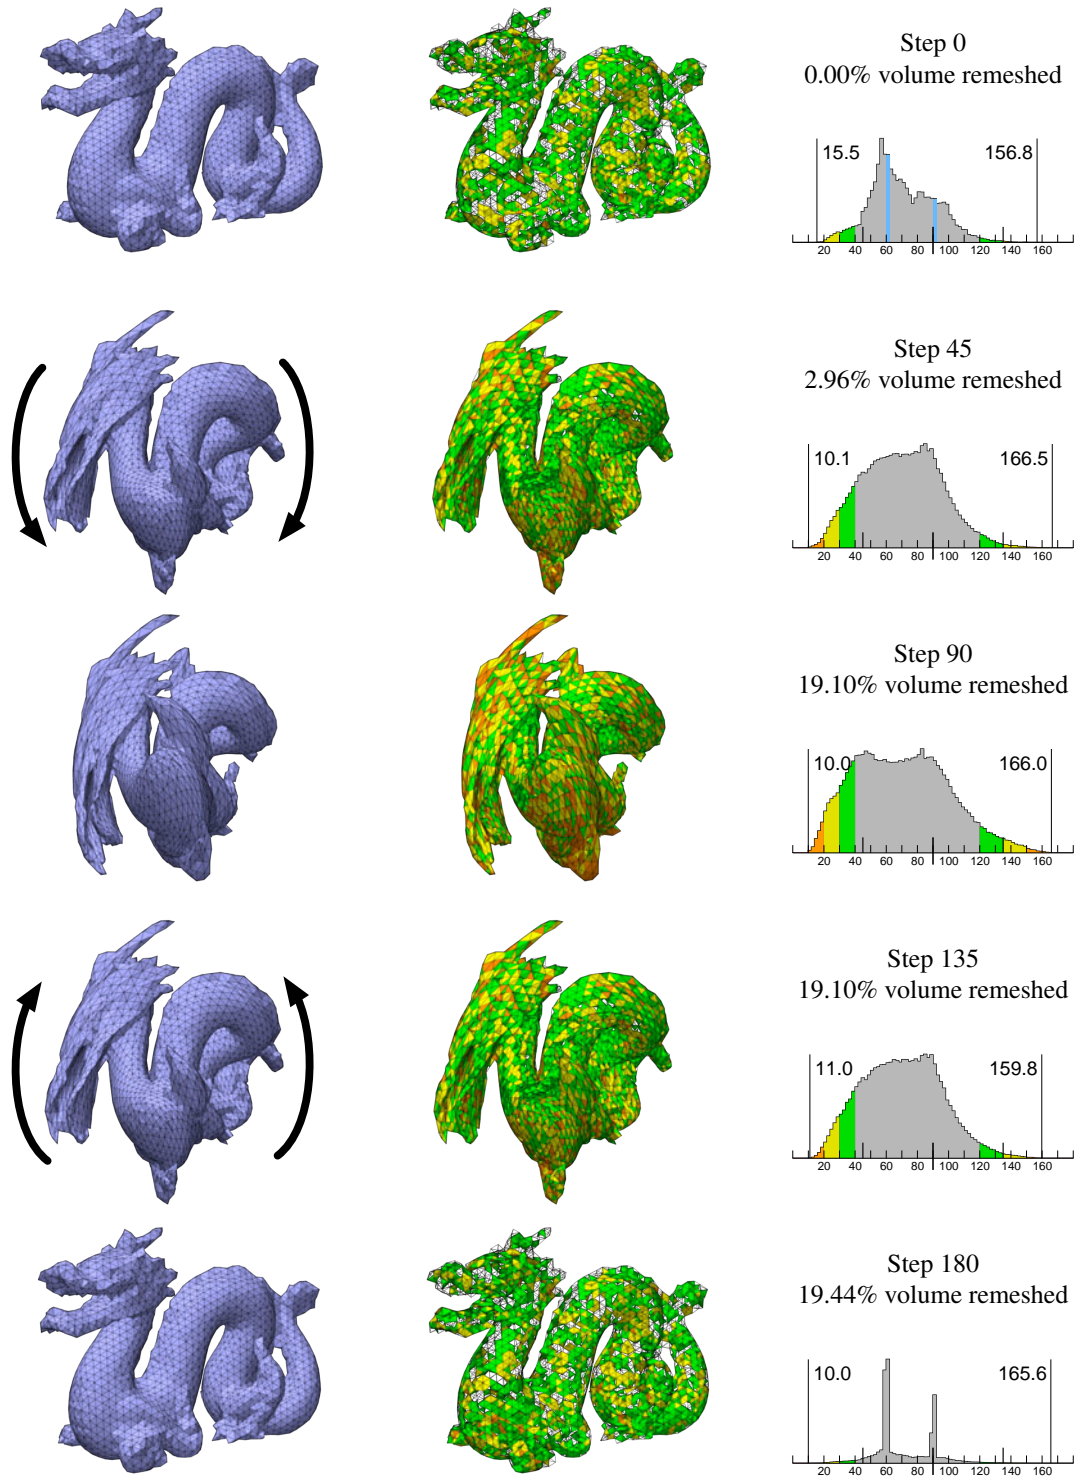 Step 0
0.00% volume remeshed
15.5 156.8
20 40 60 80 100 120 140 160
Step 45
2.96% volume remeshed
10.1 166.5
20 40 60 80 100 120 140 160
Step 90
19.10% volume remeshed
10.0 166.0
20 40 60 80 100 120 140 160
Step 135
19.10% volume remeshed
11.0 159.8
20 40 60 80 100 120 140 160
Step 180
19.44% volume remeshed
10.0 165.6
20 40 60 80 100 120 140 160